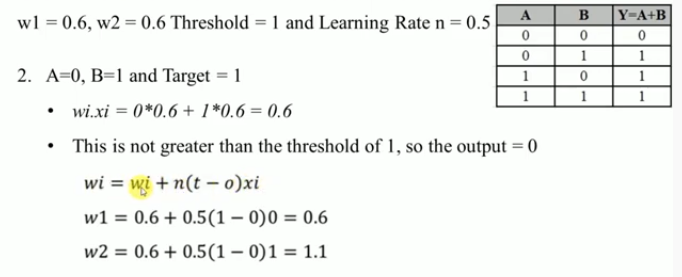 w1 = 0.6, w2 = 0.6 Threshold = 1 and Learning Rate n = 0.5
A B Y=A+B
0 0 0
0 1 1
1 0 1
1 1 1
2. A=0, B=1 and Target = 1
• wi.xi = 0*0.6 + 1*0.6 = 0.6
• This is not greater than the threshold of 1, so the output = 0
wi = wi + n(t − o)xi
w1 = 0.6 + 0.5(1 − 0)0 = 0.6
w2 = 0.6 + 0.5(1 − 0)1 = 1.1